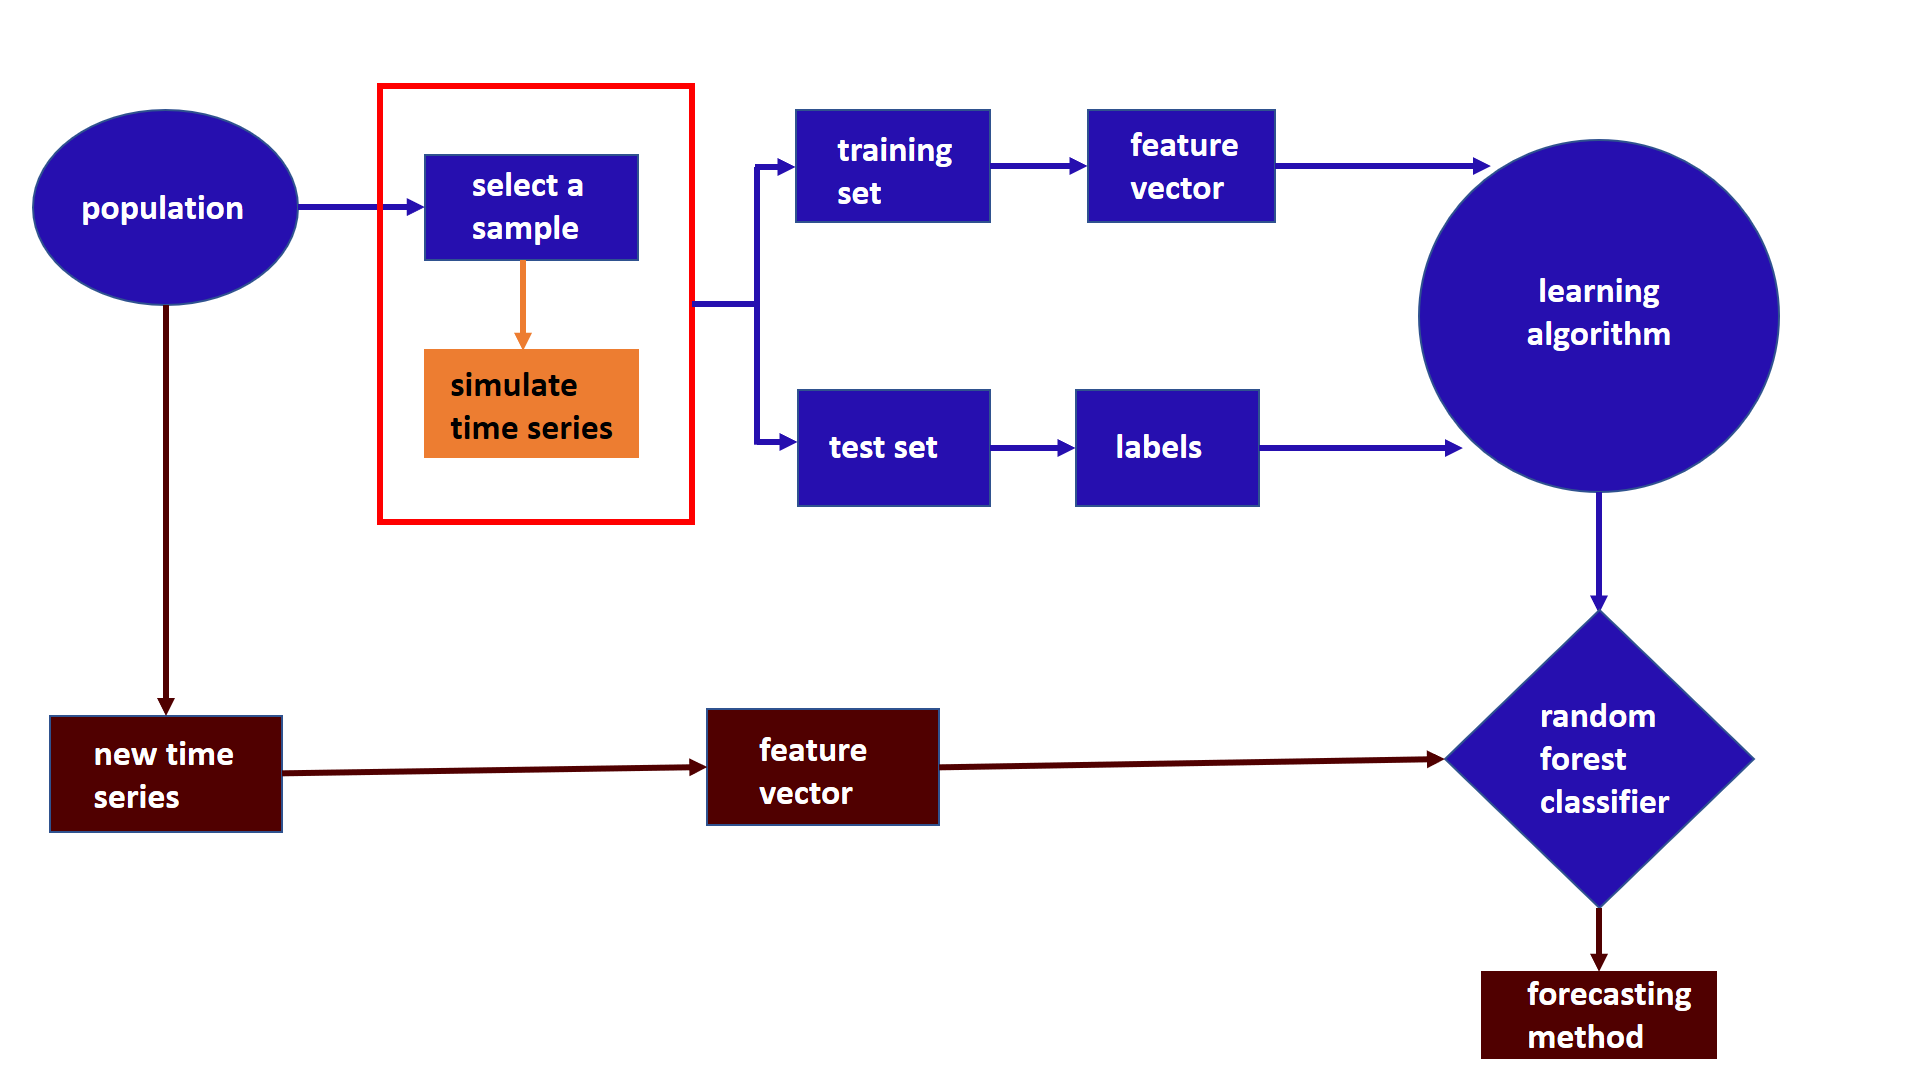 population
select a
sample
simulate
time series
training
set
feature
vector
test set
labels
learning
algorithm
new time
series
feature
vector
random
forest
classifier
forecasting
method